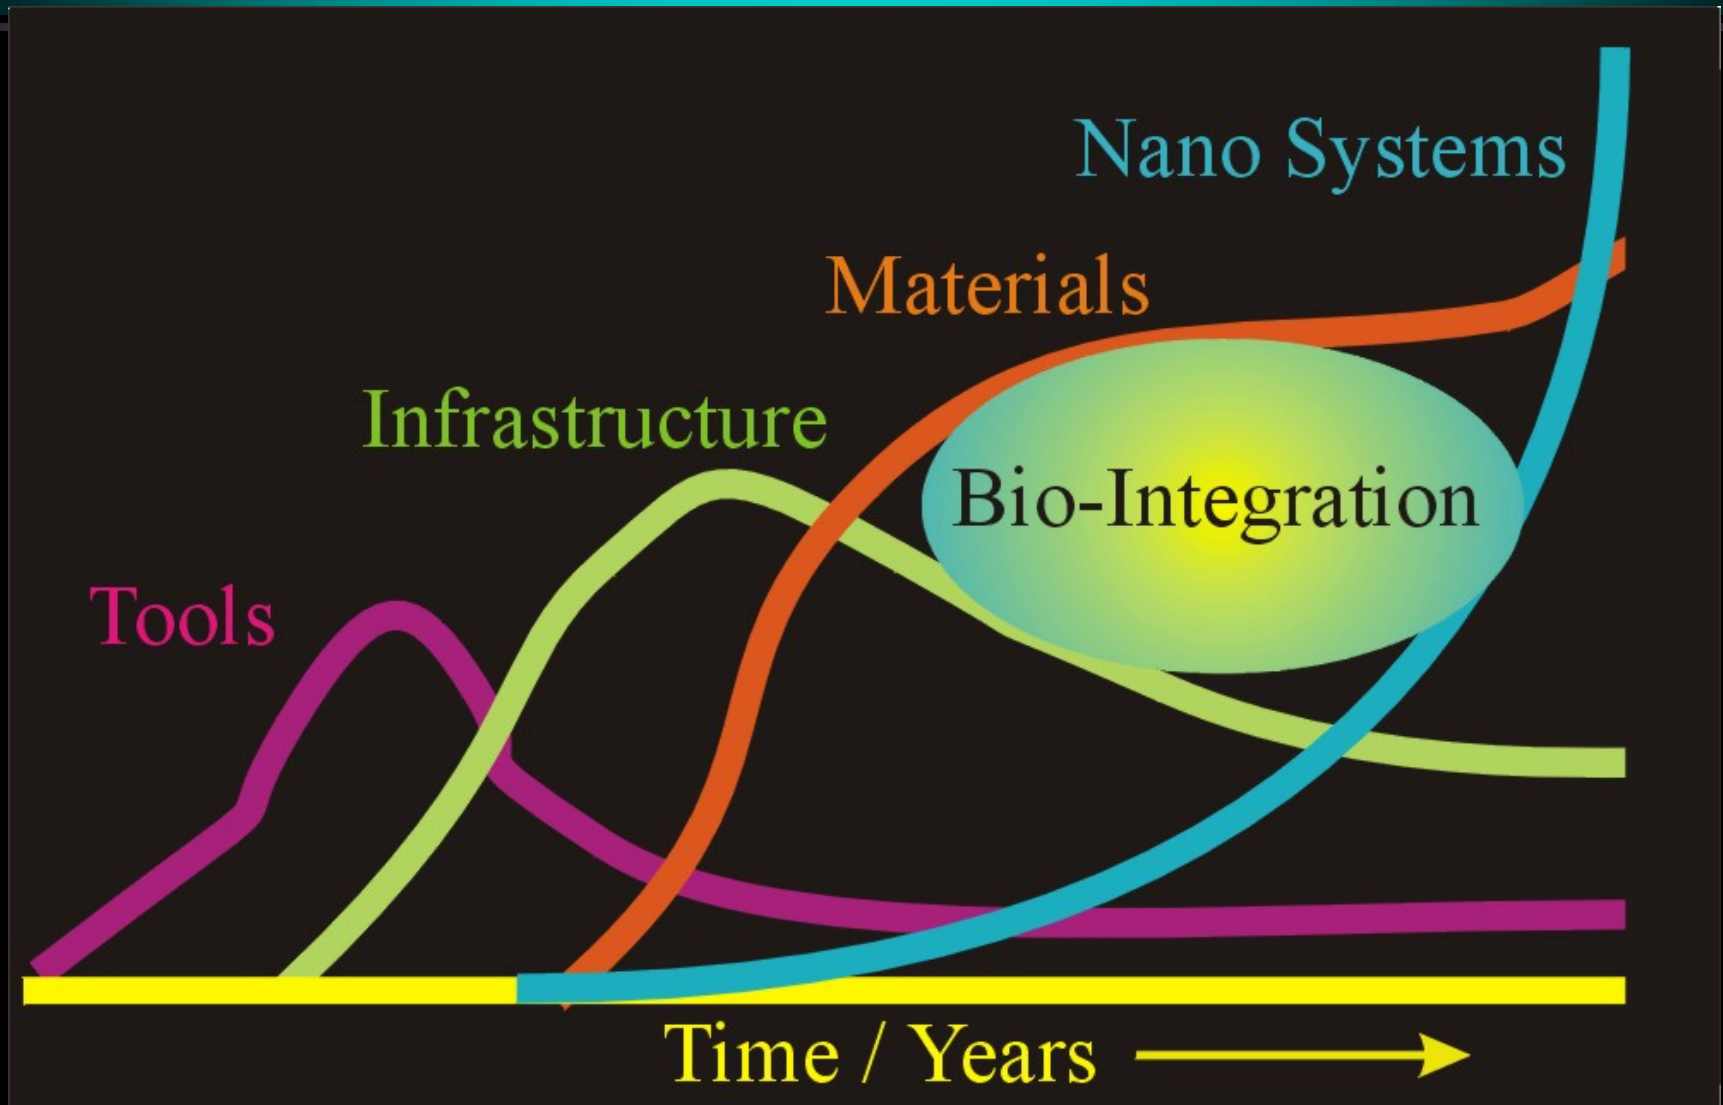 Nano Systems
Materials
Infrastructure
Bio-Integration
Tools
Time / Years